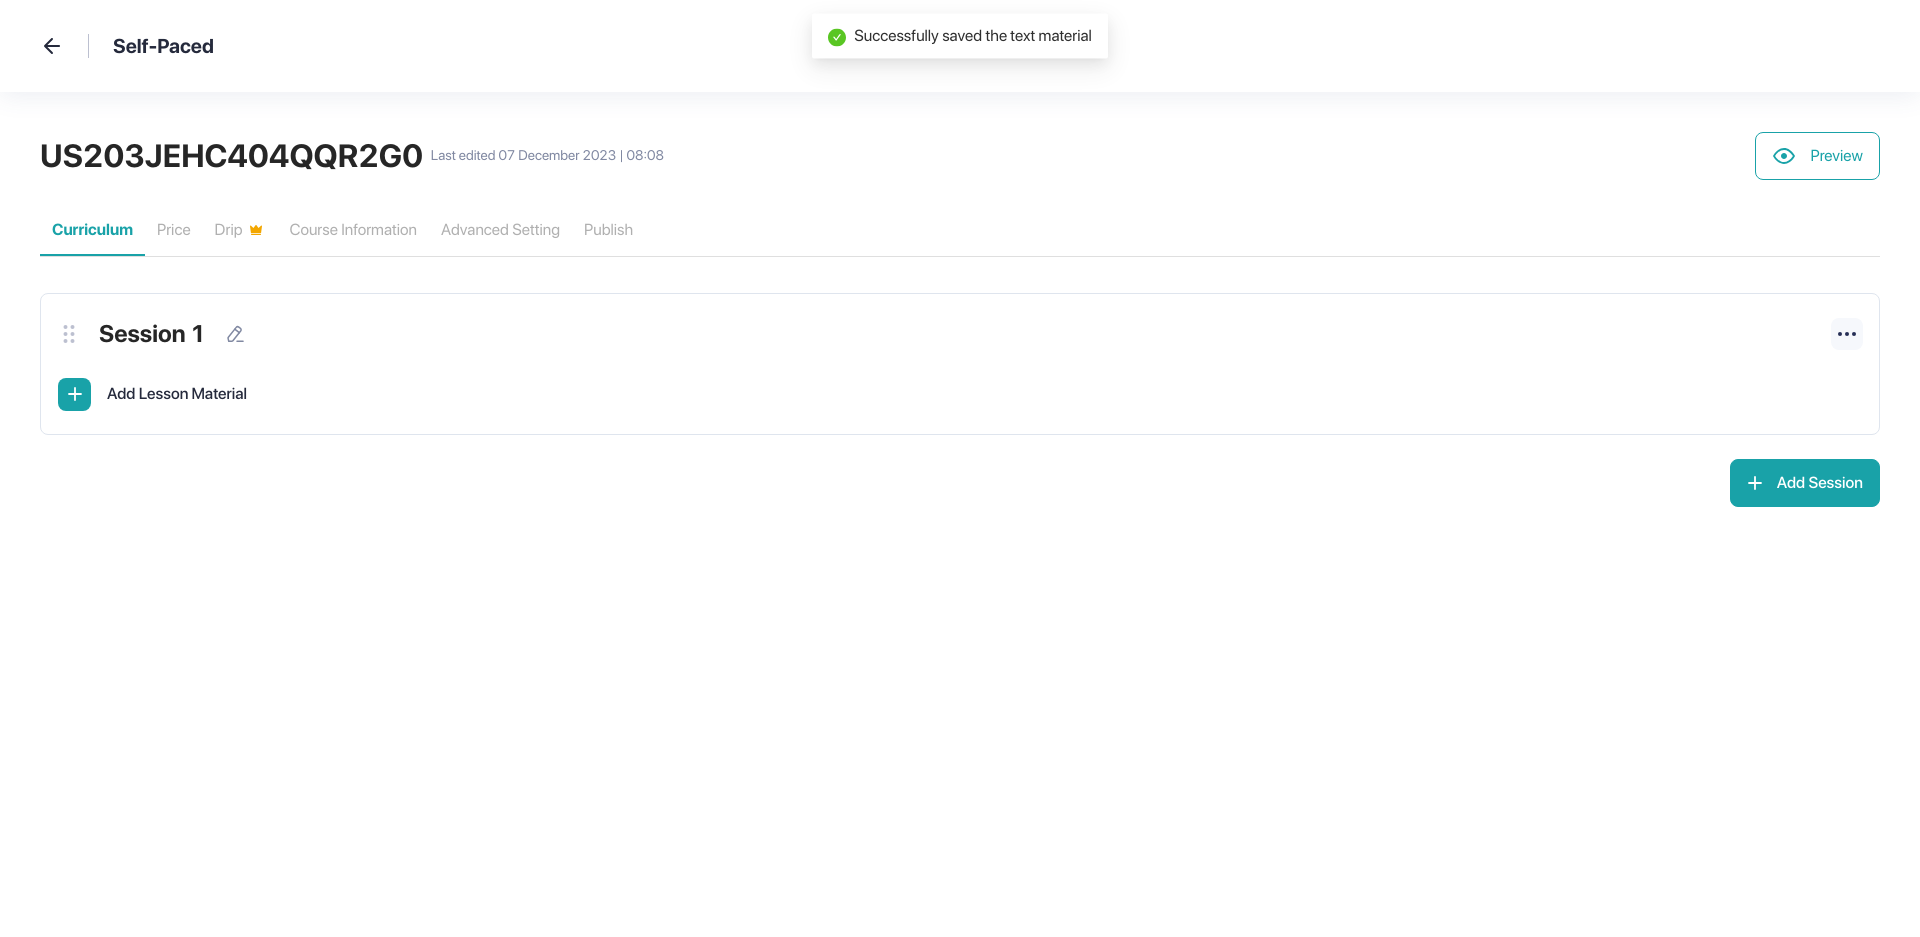 Self-Paced
Successfully saved the text material
US203JEHC404QQR2G0 Last edited 07 December 2023 | 08:08
Preview
Curriculum Price Drip Course Information Advanced Setting Publish
Session 1
Add Lesson Material
Add Session